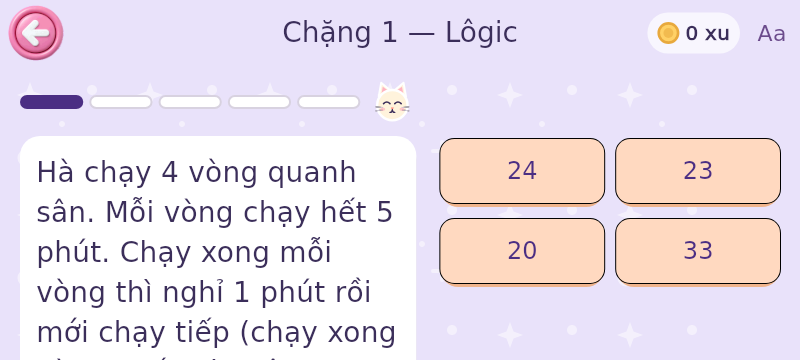 Chặng 1 — Lôgic
0 xu
Aa
Hà chạy 4 vòng quanh
sân. Mỗi vòng chạy hết 5
phút. Chạy xong mỗi
vòng thì nghỉ 1 phút rồi
mới chạy tiếp (chạy xong
24
23
20
33